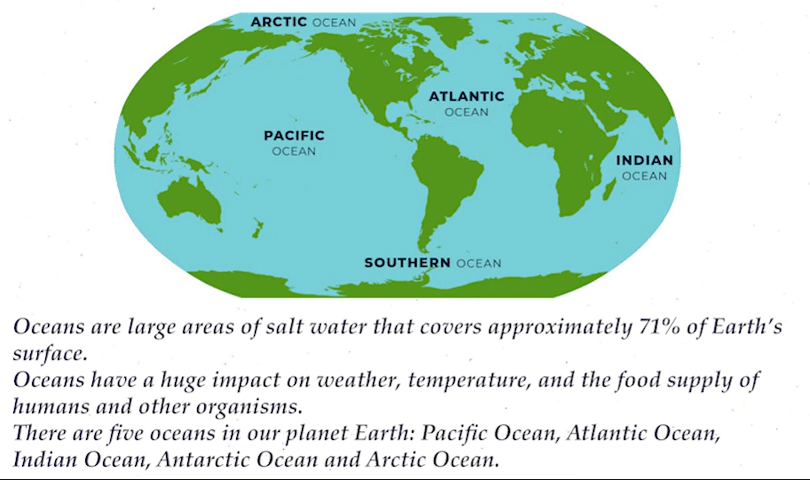 ARCTIC OCEAN
ATLANTIC
OCEAN
PACIFIC
OCEAN
INDIAN
OCEAN
SOUTHERN OCEAN
Oceans are large areas of salt water that covers approximately 71% of Earth's
surface.
Oceans have a huge impact on weather, temperature, and the food supply of
humans and other organisms.
There are five oceans in our planet Earth: Pacific Ocean, Atlantic Ocean,
Indian Ocean, Antarctic Ocean and Arctic Ocean.